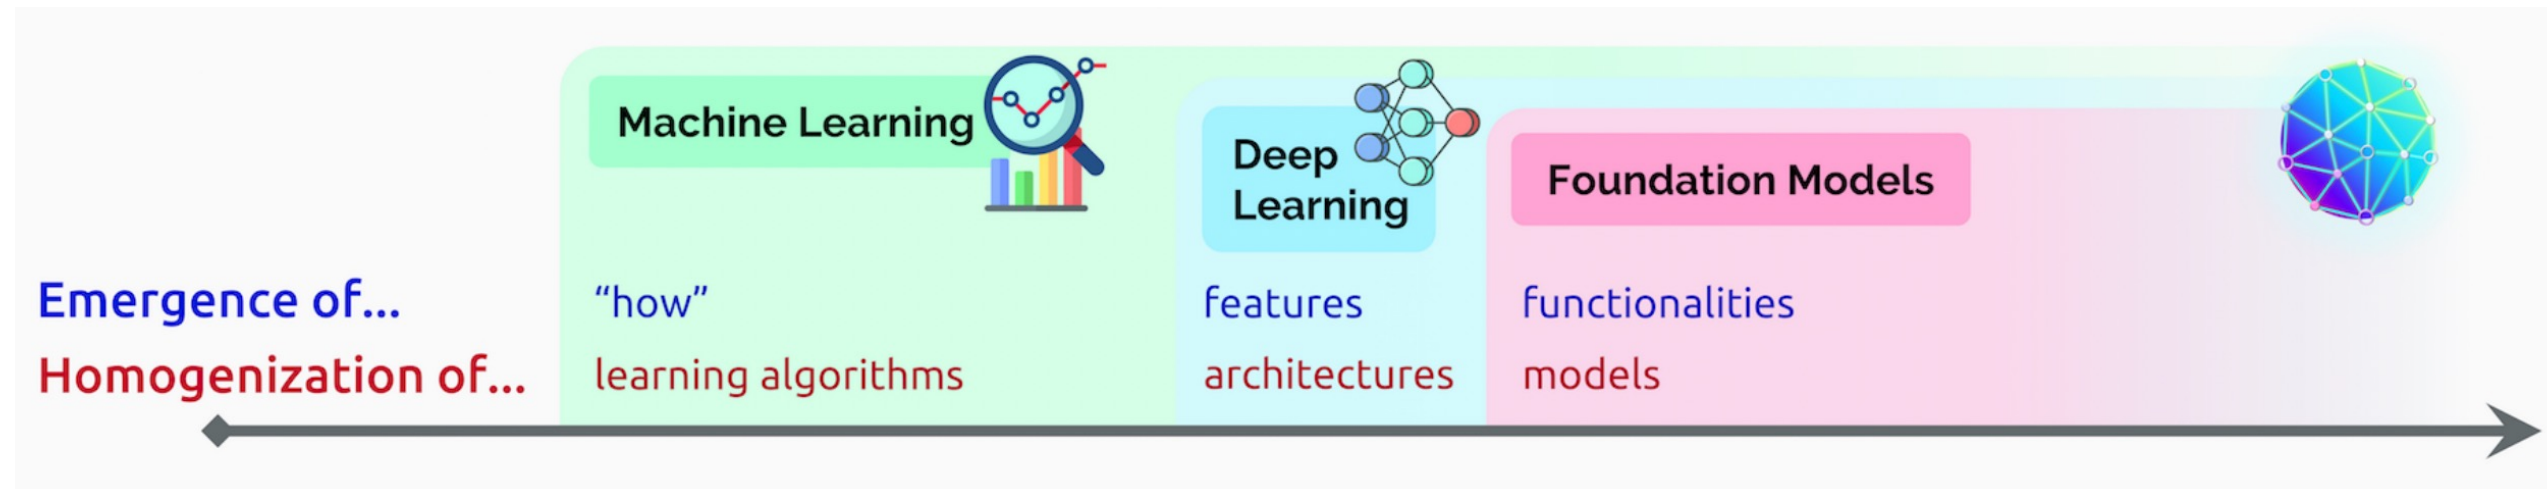 Machine Learning
Deep
Learning
Foundation Models
Emergence of...
“how”
features
functionalities
Homogenization of...
learning algorithms
architectures
models